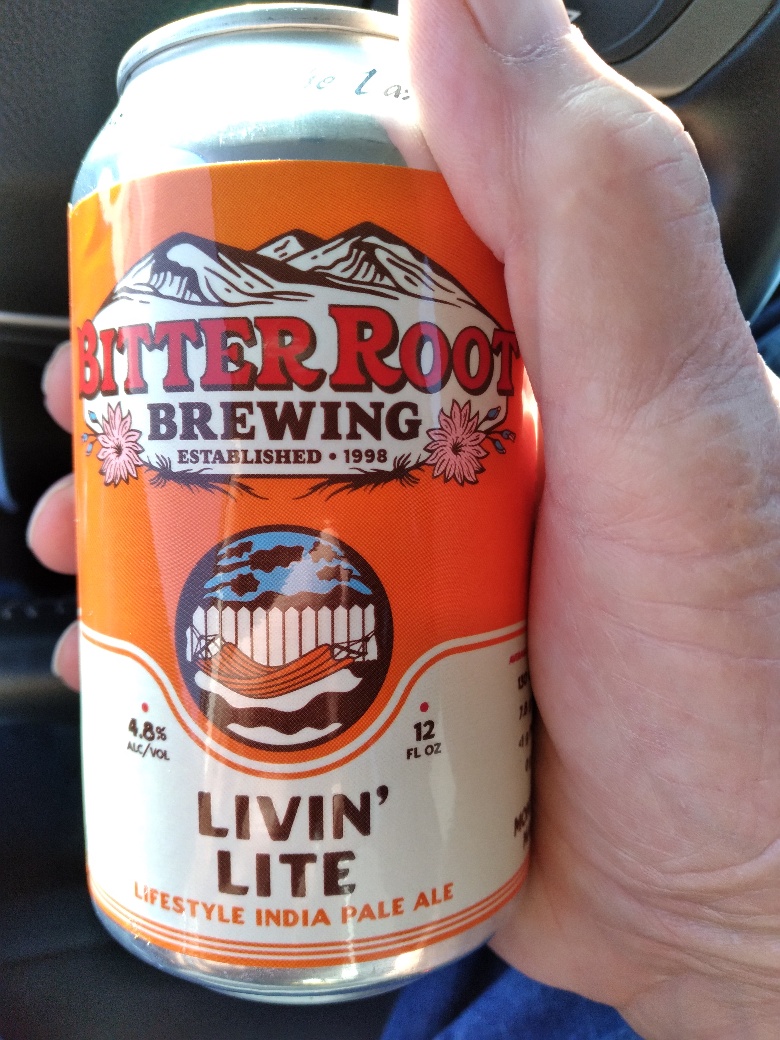 BITTER ROOT
BREWING
ESTABLISHED • 1998
4.8%
ALC/VOL
12
FL OZ
LIVIN'
LITE
LIFESTYLE INDIA PALE ALE